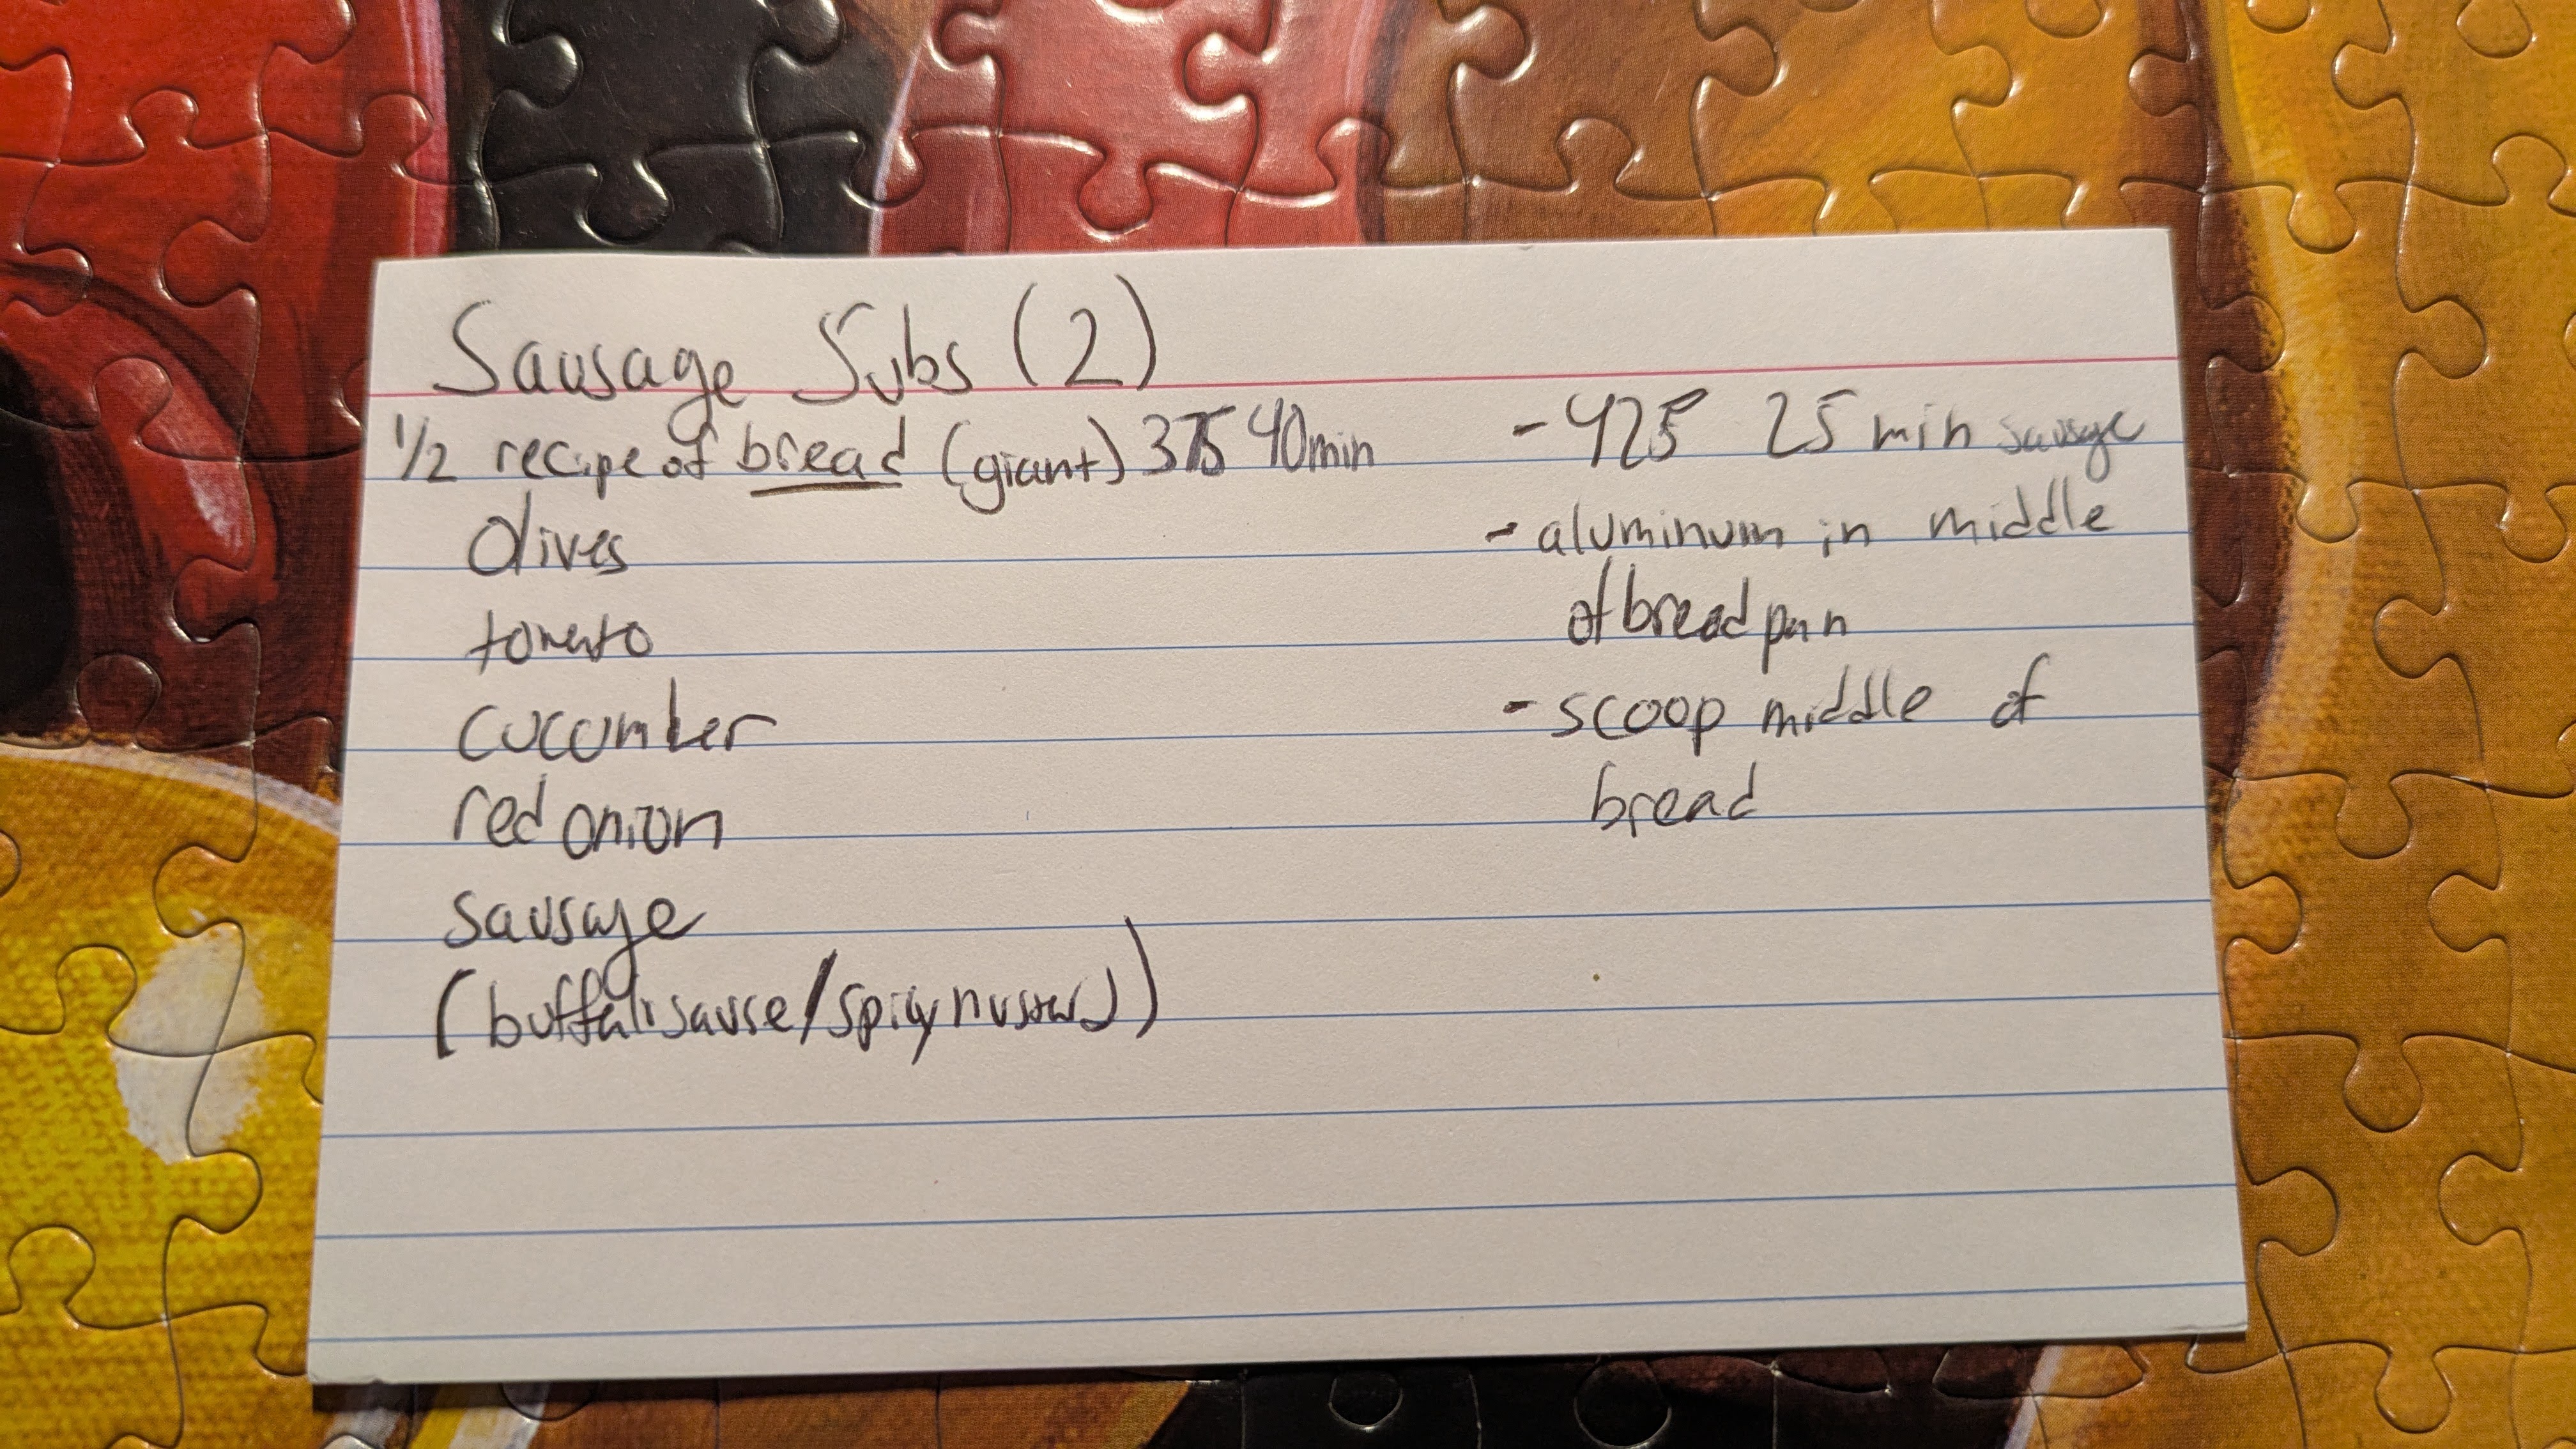 Sausage Subs (2)
1/2 recipe of bread (giant) 375 40min
olives
tomato
cucumber
red onion
sausage
(buffalo sause/spicy mustard)
- 425 25 min sausage
- aluminum in middle
of bread pan
- scoop middle of
bread